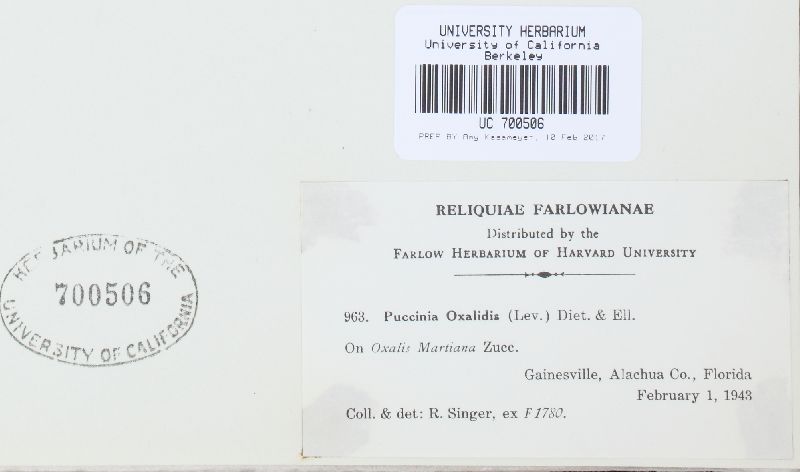 UNIVERSITY HERBARIUM
University of California
Berkeley
UC 700506
PREP BY Amy Kasameyer, 10 Feb 2017
RELIQUIAE FARLOWIANAE
Distributed by the
FARLOW HERBARIUM OF HARVARD UNIVERSITY
HERBARIUM OF THE
700506
UNIVERSITY OF CALIFORNIA
963. Puccinia Oxalidis (Lev.) Diet. & Ell.
On Oxalis Martiana Zucc.
Gainesville, Alachua Co., Florida
February 1, 1943
Coll. & det: R. Singer, ex F1780.